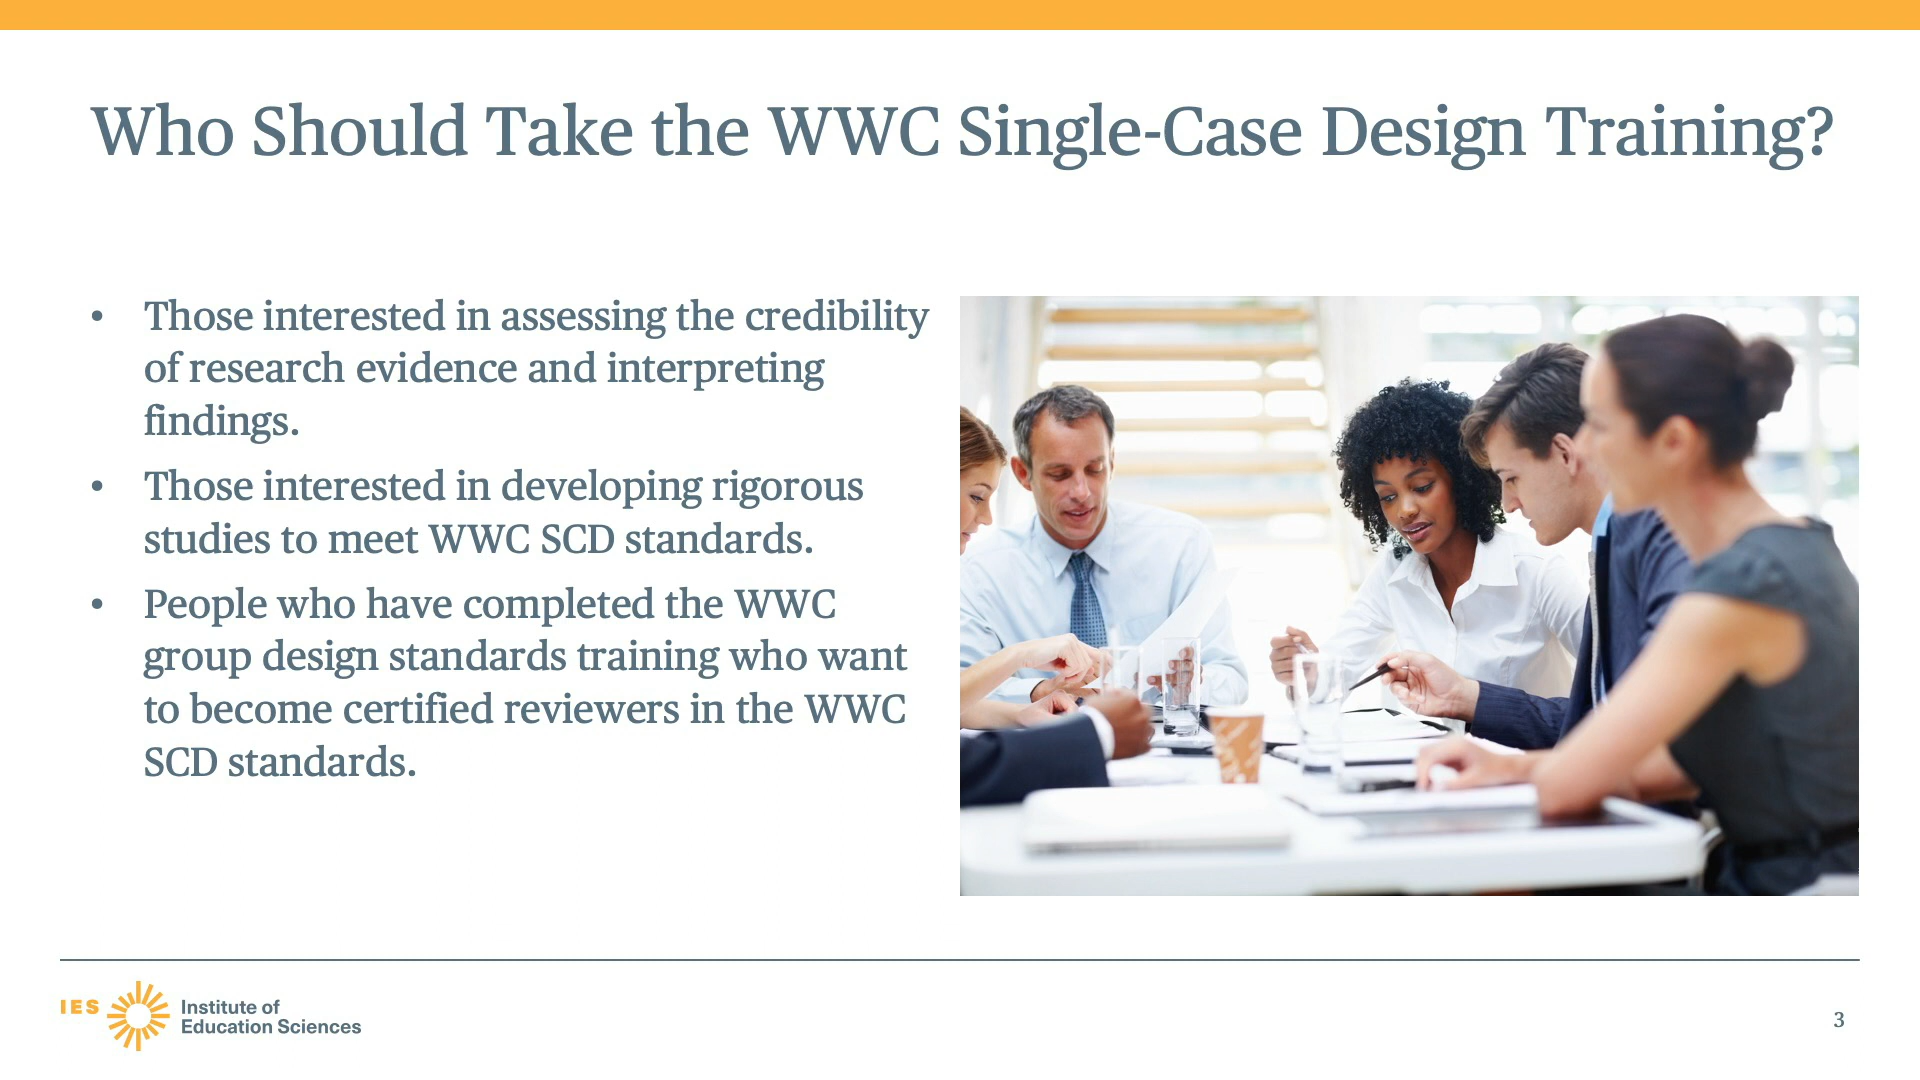 Who Should Take the WWC Single-Case Design Training?
• Those interested in assessing the credibility
of research evidence and interpreting
findings.
• Those interested in developing rigorous
studies to meet WWC SCD standards.
• People who have completed the WWC
group design standards training who want
to become certified reviewers in the WWC
SCD standards.
IES
Institute of
Education Sciences
3